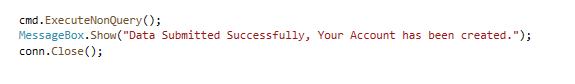 cmd.ExecuteNonQuery();
MessageBox.Show("Data Submitted Successfully, Your Account has been created.");
conn.Close();